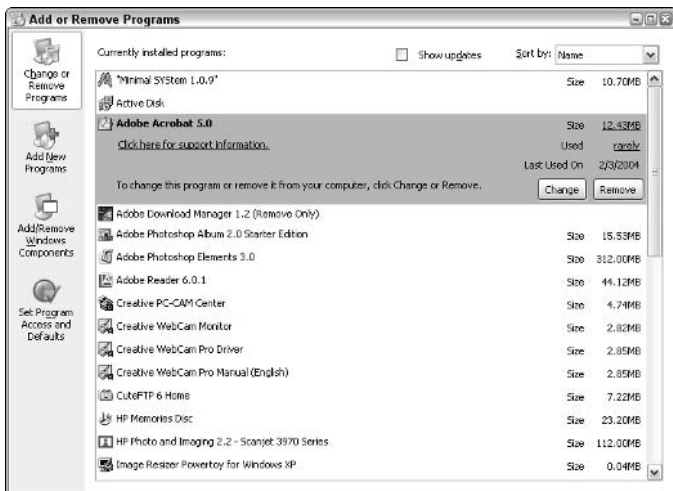 Add or Remove Programs
Change or
Remove
Programs
Add New
Programs
Add/Remove
Windows
Components
Set Program
Access and
Defaults
Currently installed programs:
Show updates
Sort by: Name
"Minimal SYStem 1.0.9" Size 10.70MB
Active Disk
Adobe Acrobat 5.0 Size 12.43MB
Click here for support information. Used rarely
Last Used On 2/3/2004
To change this program or remove it from your computer, click Change or Remove. Change Remove
Adobe Download Manager 1.2 (Remove Only)
Adobe Photoshop Album 2.0 Starter Edition Size 15.53MB
Adobe Photoshop Elements 3.0 Size 312.00MB
Adobe Reader 6.0.1 Size 44.12MB
Creative PC-CAM Center Size 4.74MB
Creative WebCam Monitor Size 2.82MB
Creative WebCam Pro Driver Size 2.85MB
Creative WebCam Pro Manual (English) Size 2.85MB
CuteFTP 6 Home Size 7.22MB
HP Memories Disc Size 23.20MB
HP Photo and Imaging 2.2 - Scanjet 3970 Series Size 112.00MB
Image Resizer Powertoy for Windows XP Size 0.04MB